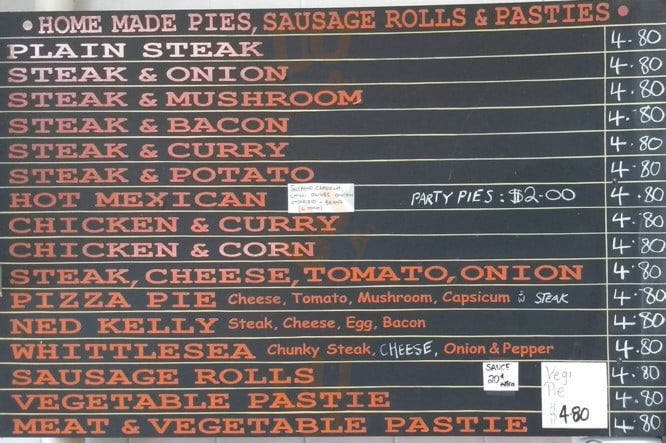 • HOME MADE PIES, SAUSAGE ROLLS & PASTIES •
PLAIN STEAK 4.80
STEAK & ONION 4.80
STEAK & MUSHROOM 4.80
STEAK & BACON 4.80
STEAK & CURRY 4.80
STEAK & POTATO 4.80
HOT MEXICAN PARTY PIES: $2.00 4.80
CHICKEN & CURRY 4.80
CHICKEN & CORN 4.80
STEAK, CHEESE, TOMATO, ONION 4.80
PIZZA PIE Cheese, Tomato, Mushroom, Capsicum & STEAK 4.80
NED KELLY Steak, Cheese, Egg, Bacon 4.80
WHITTLESEA Chunky Steak, CHEESE, Onion & Pepper 4.80
SAUSAGE ROLLS 4.80
SAUCE
20¢
Vegi
Pie
4.80
VEGETABLE PASTIE 4.80
MEAT & VEGETABLE PASTIE 4.80